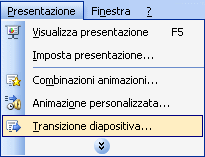 Presentazione Finestra ?
Visualizza presentazione F5
Imposta presentazione...
Combinazioni animazioni...
Animazione personalizzata...
Transizione diapositiva...